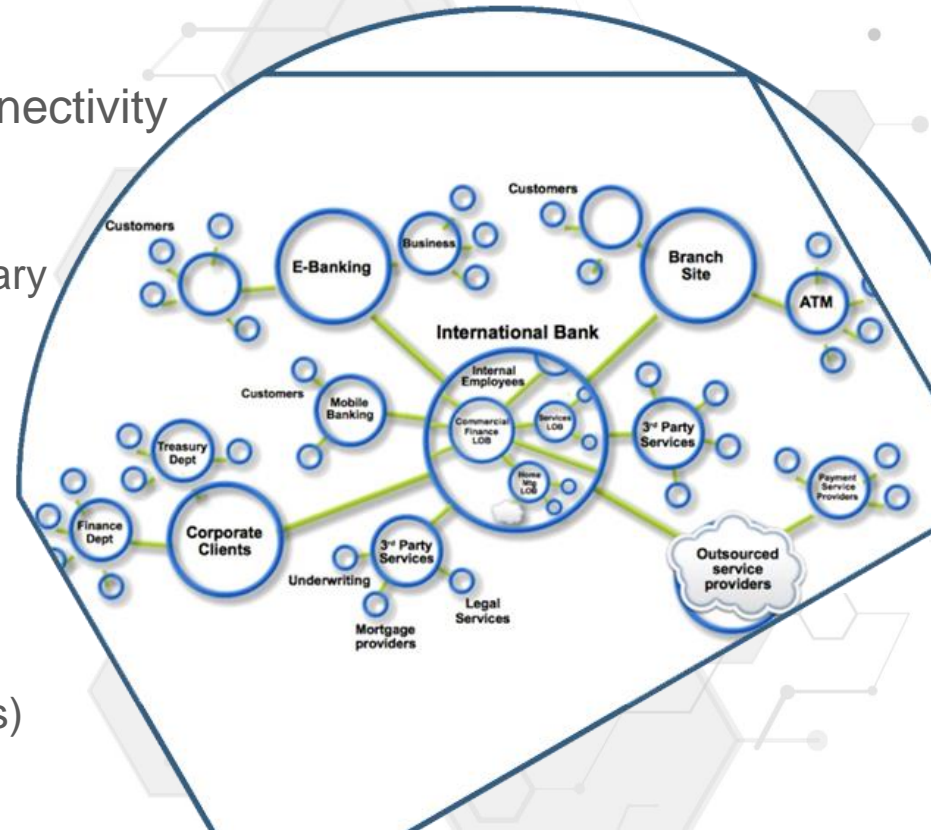 nectivity
ary
s)
Customers
E-Banking
Business
Customers
Branch
Site
ATM
International Bank
Internal
Employees
Commercial
Finance
LOB
Services
LOB
Home
Mtg
LOB
Customers
Mobile
Banking
3rd Party
Services
Treasury
Dept
Finance
Dept
Corporate
Clients
3rd Party
Services
Underwriting
Mortgage
providers
Legal
Services
Payment
Service
Providers
Outsourced
service
providers